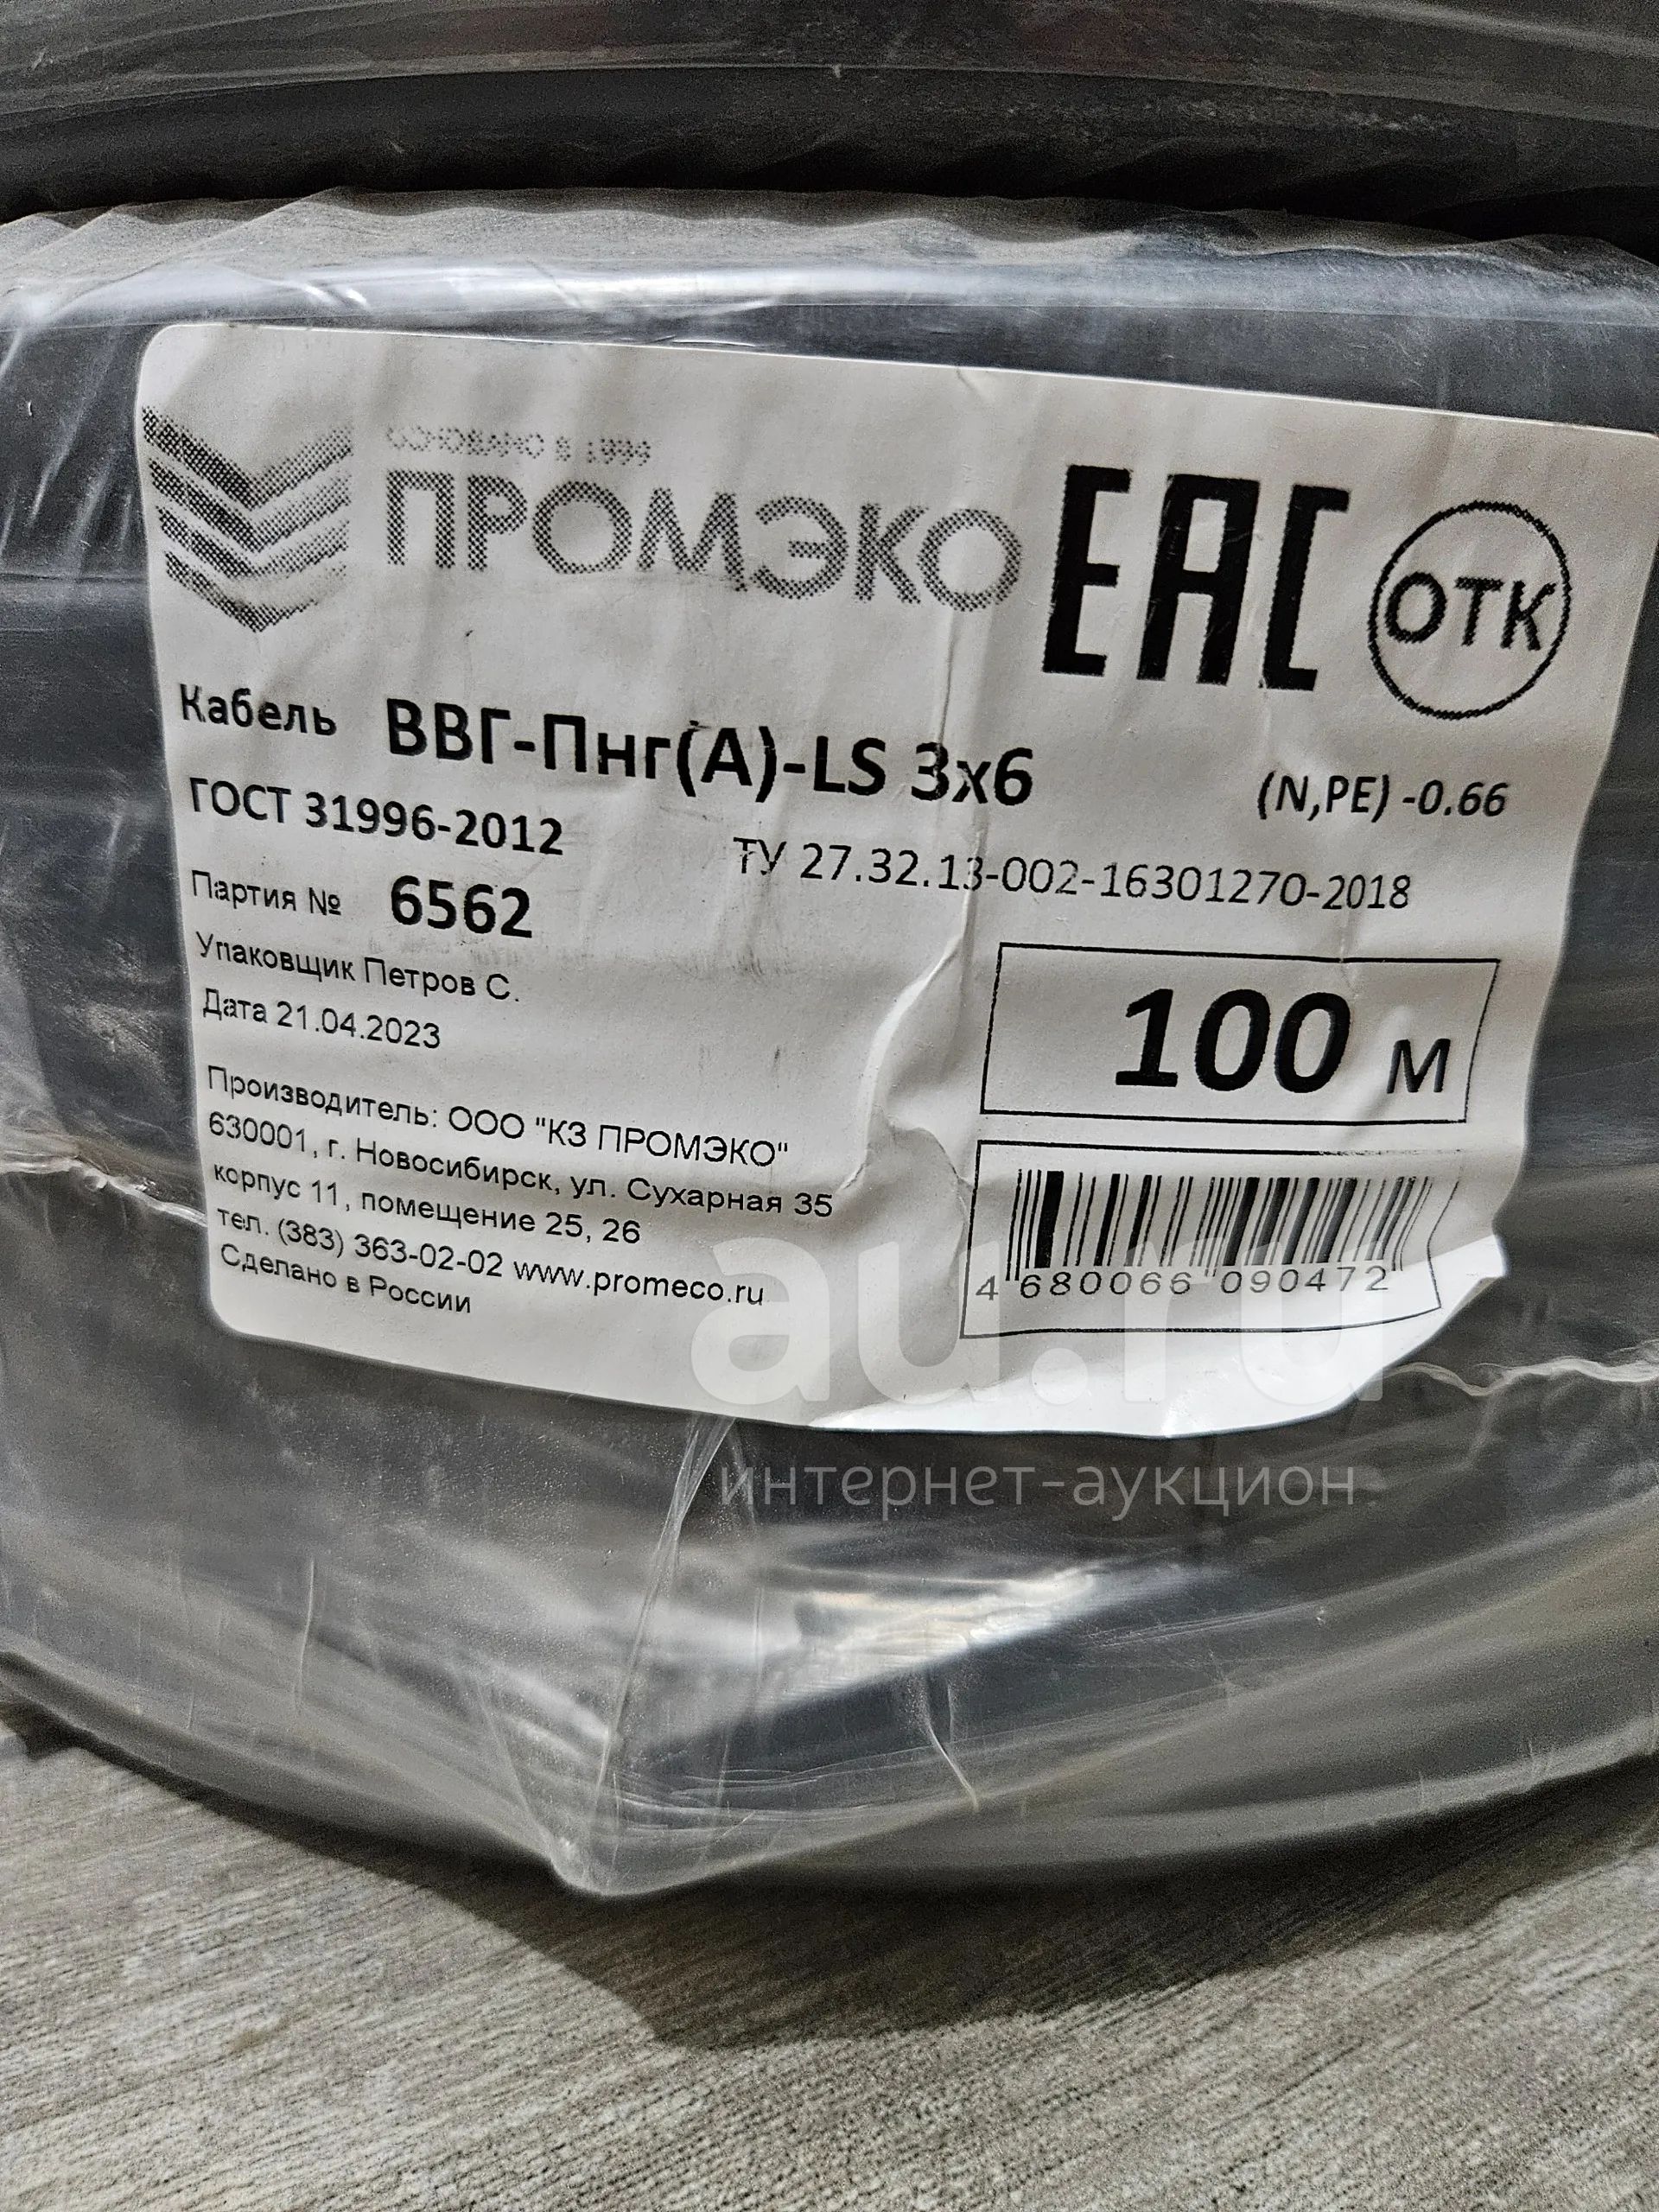 ОСНОВАНО В 1999
ПРОМЭКО
EAC
ОТК
Кабель ВВГ-Пнг(А)-LS 3х6 (N,PE) -0.66
ГОСТ 31996-2012
ТУ 27.32.13-002-16301270-2018
Партия № 6562
Упаковщик Петров С.
Дата 21.04.2023
100 м
Производитель: ООО "КЗ ПРОМЭКО"
630001, г. Новосибирск, ул. Сухарная 35
корпус 11, помещение 25, 26
тел. (383) 363-02-02 www.promeco.ru
Сделано в России
4 680066 090472
au.ru
интернет-аукцион